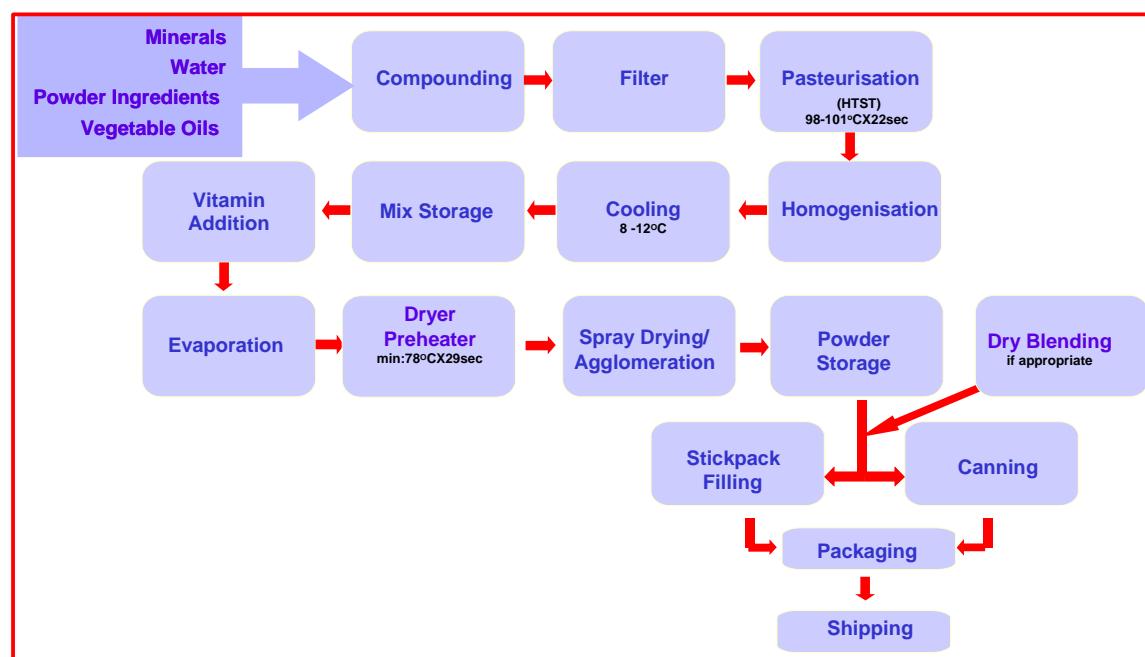 Minerals
Water
Powder Ingredients
Vegetable Oils
Compounding
Filter
Pasteurisation
(HTST)
98-101ºCX22sec
Vitamin
Addition
Mix Storage
Cooling
8 -12ºC
Homogenisation
Evaporation
Dryer
Preheater
min:78ºCX29sec
Spray Drying/
Agglomeration
Powder
Storage
Dry Blending
if appropriate
Stickpack
Filling
Canning
Packaging
Shipping